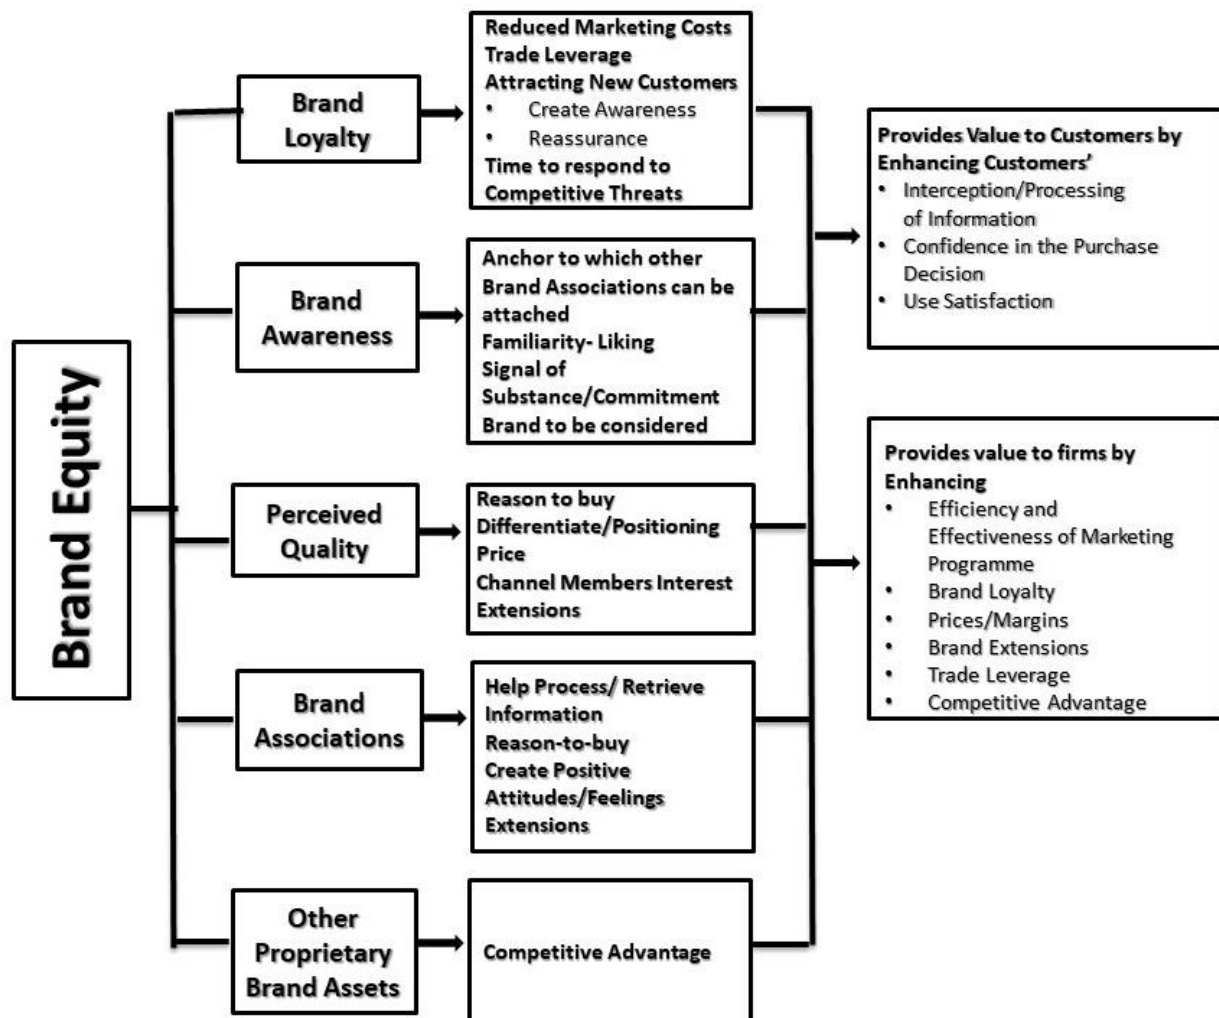 Brand Equity
Brand
Loyalty
Reduced Marketing Costs
Trade Leverage
Attracting New Customers
• Create Awareness
• Reassurance
Time to respond to
Competitive Threats
Brand
Awareness
Anchor to which other
Brand Associations can be
attached
Familiarity- Liking
Signal of
Substance/Commitment
Brand to be considered
Perceived
Quality
Reason to buy
Differentiate/Positioning
Price
Channel Members Interest
Extensions
Brand
Associations
Help Process/ Retrieve
Information
Reason-to-buy
Create Positive
Attitudes/Feelings
Extensions
Other
Proprietary
Brand Assets
Competitive Advantage
Provides Value to Customers by
Enhancing Customers’
• Interception/Processing
of Information
• Confidence in the Purchase
Decision
• Use Satisfaction
Provides value to firms by
Enhancing
• Efficiency and
Effectiveness of Marketing
Programme
• Brand Loyalty
• Prices/Margins
• Brand Extensions
• Trade Leverage
• Competitive Advantage